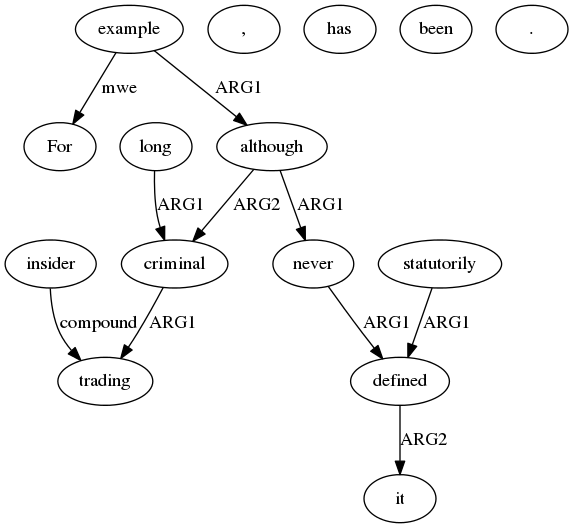 example , has been .
mwe ARG1
For long although
ARG1 ARG2 ARG1
insider criminal never statutorily
compound ARG1 ARG1 ARG1
trading defined
ARG2
it